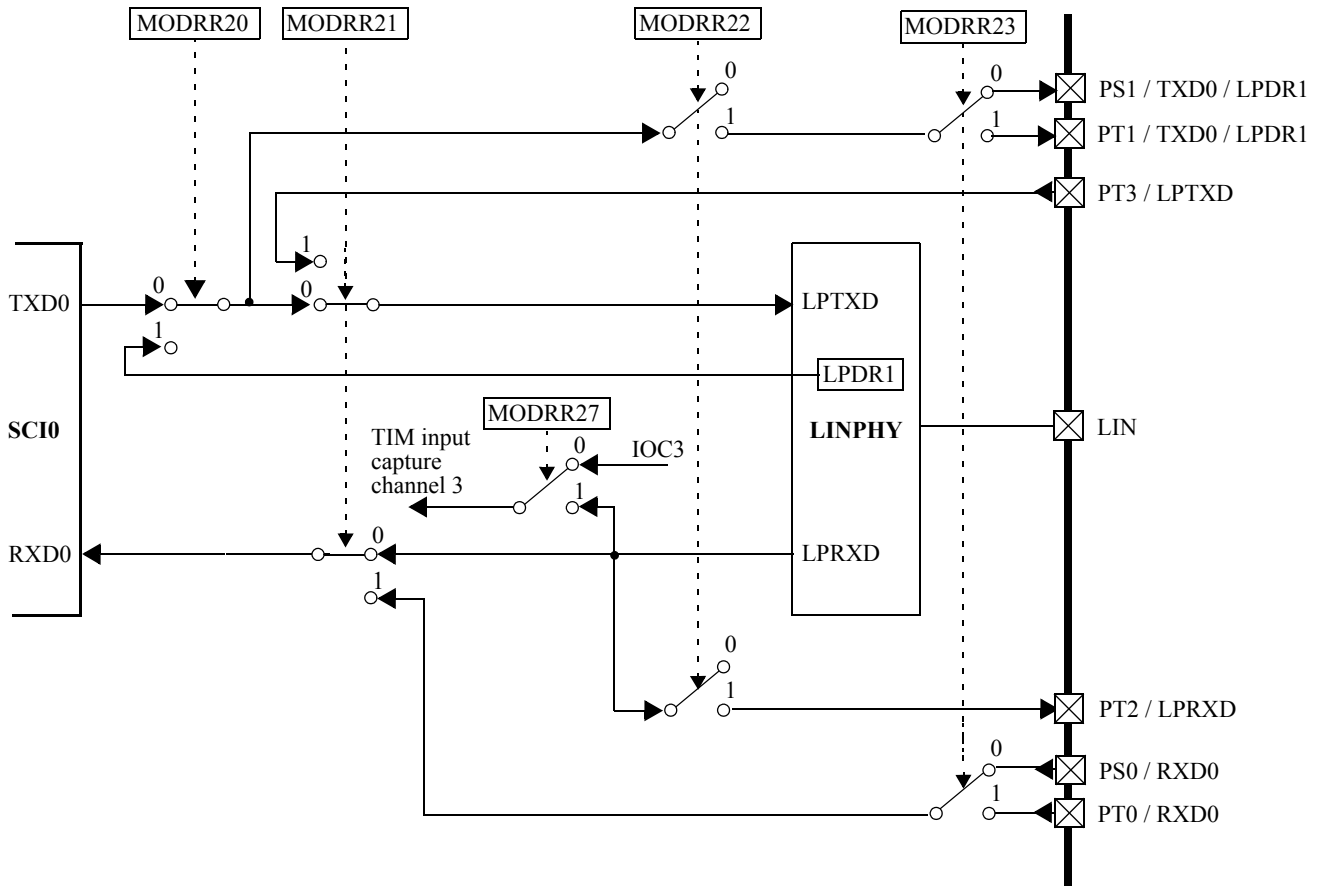 MODRR20
MODRR21
MODRR22
MODRR23
0
1
0
1
PS1 / TXD0 / LPDR1
PT1 / TXD0 / LPDR1
PT3 / LPTXD
1
TXD0
0
0
LPTXD
1
LPDR1
SCI0
MODRR27
LINPHY
LIN
TIM input
capture
channel 3
0
IOC3
1
RXD0
0
LPRXD
1
0
1
PT2 / LPRXD
0
PS0 / RXD0
1
PT0 / RXD0